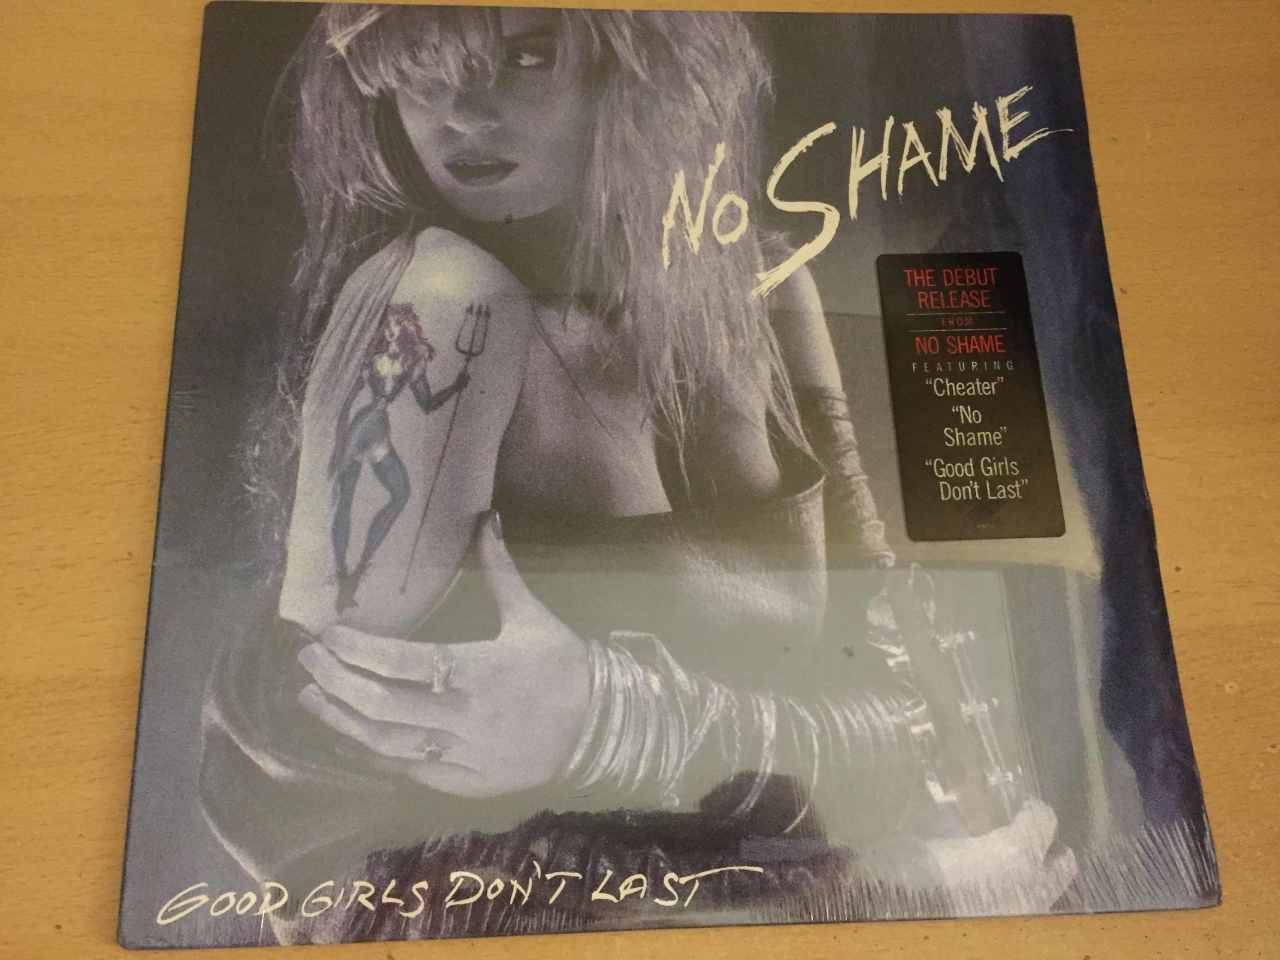 No SHAME
THE DEBUT
RELEASE
FROM
NO SHAME
FEATURING
"Cheater"
"No
Shame"
"Good Girls
Don't Last"
GOOD GIRLS DON'T LAST